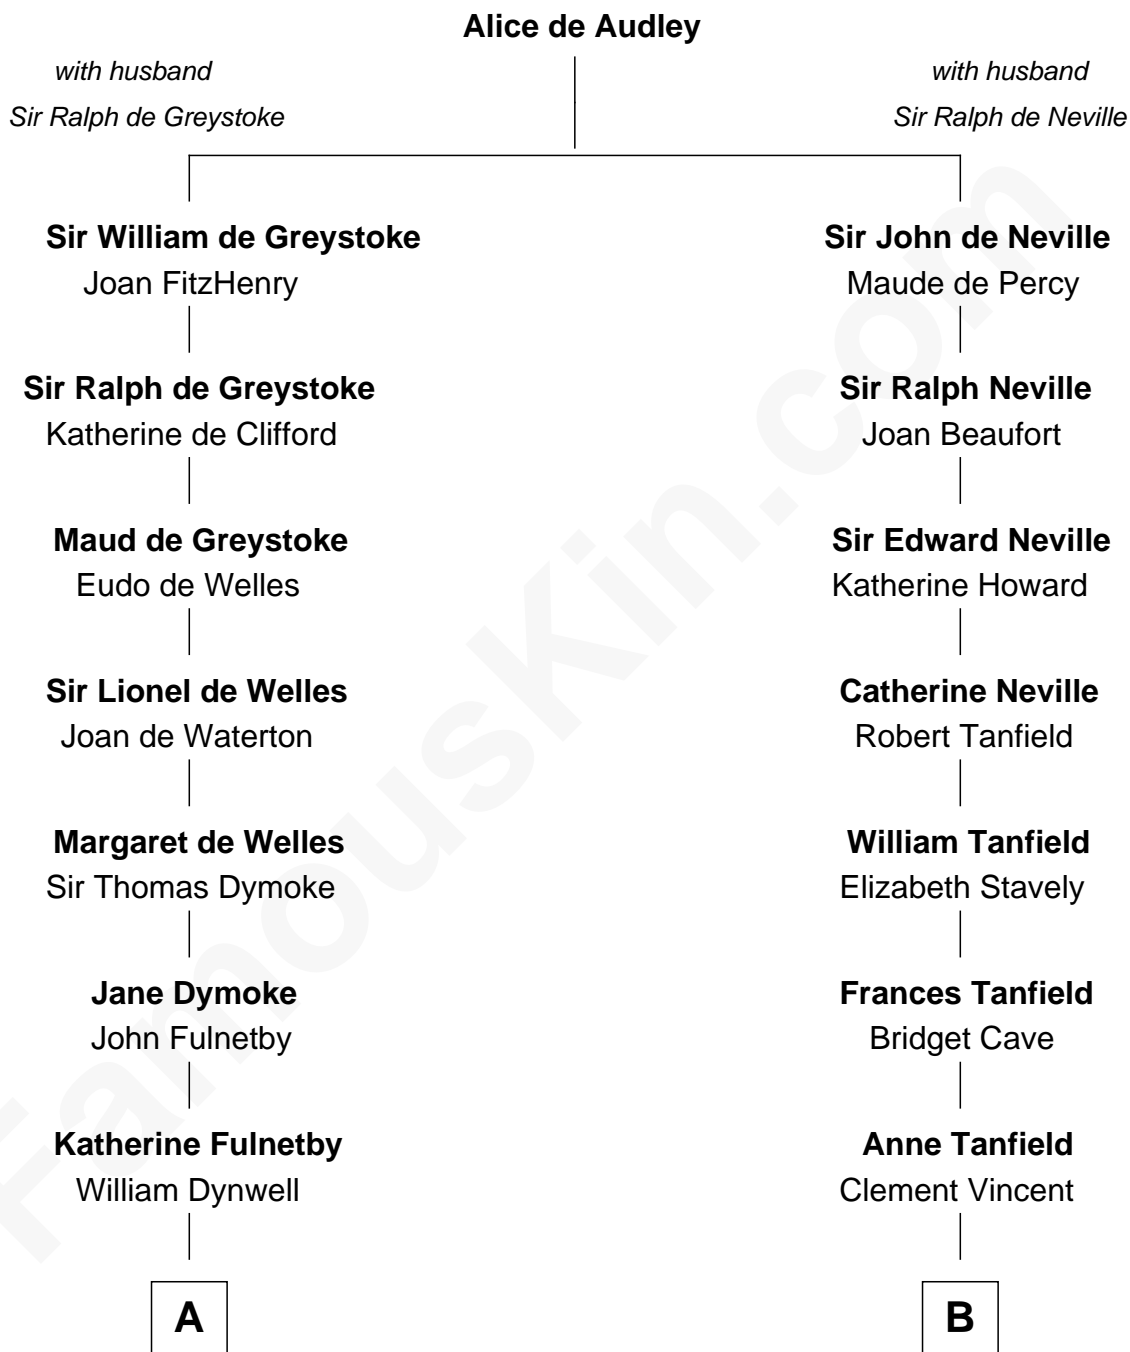 Alice de Audley
with husband
Sir Ralph de Greystoke
with husband
Sir Ralph de Neville
Sir William de Greystoke
Joan FitzHenry
Sir Ralph de Greystoke
Katherine de Clifford
Maud de Greystoke
Eudo de Welles
Sir Lionel de Welles
Joan de Waterton
Margaret de Welles
Sir Thomas Dymoke
Jane Dymoke
John Fulnetby
Katherine Fulnetby
William Dynwell
A
Sir John de Neville
Maude de Percy
Sir Ralph Neville
Joan Beaufort
Sir Edward Neville
Katherine Howard
Catherine Neville
Robert Tanfield
William Tanfield
Elizabeth Stavely
Frances Tanfield
Bridget Cave
Anne Tanfield
Clement Vincent
B
FamousKin.com